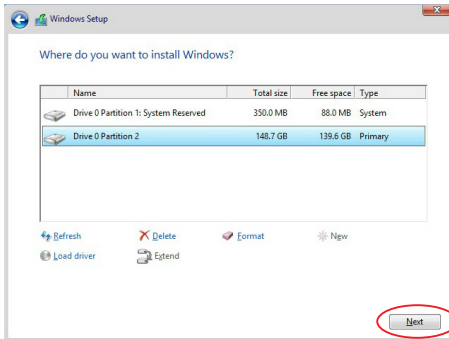 Windows Setup
Where do you want to install Windows?
Name Total size Free space Type
Drive 0 Partition 1: System Reserved 350.0 MB 88.0 MB System
Drive 0 Partition 2 148.7 GB 139.6 GB Primary
Refresh Delete Format New
Load driver Extend
Next